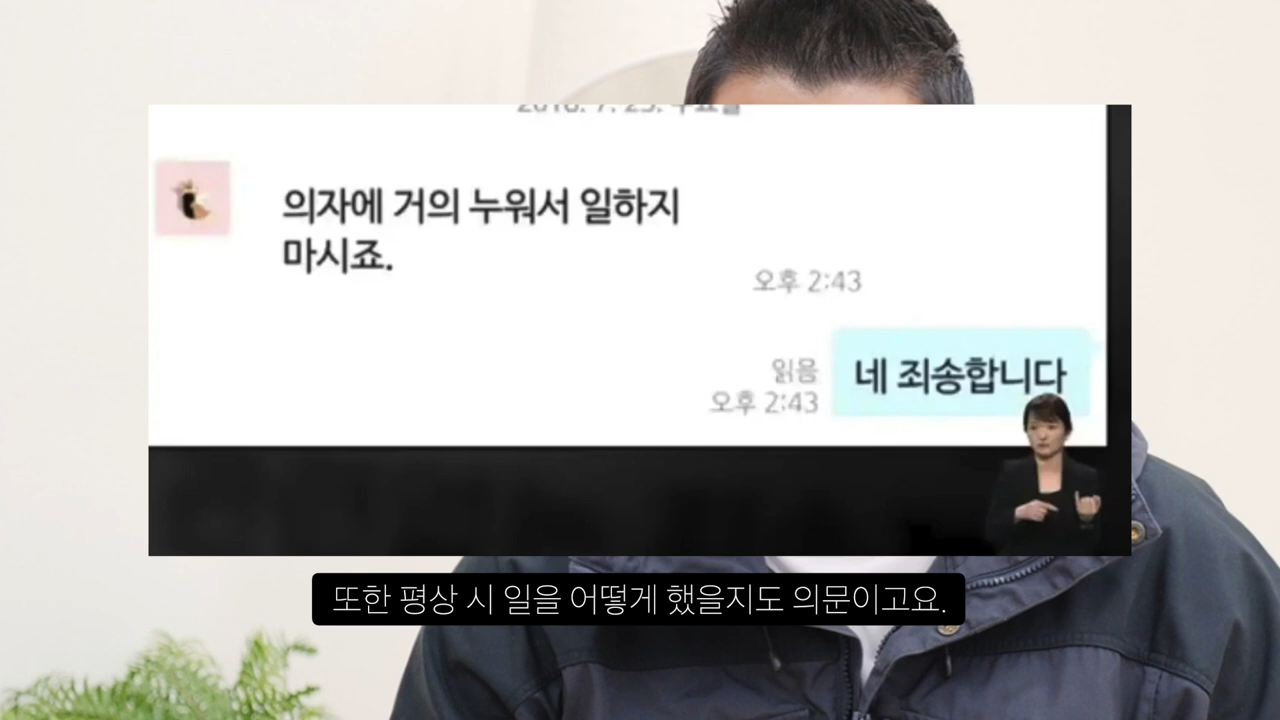 의자에 거의 누워서 일하지
마시죠.
오후 2:43
읽음
오후 2:43
네 죄송합니다
또한 평상 시 일을 어떻게 했을지도 의문이고요.